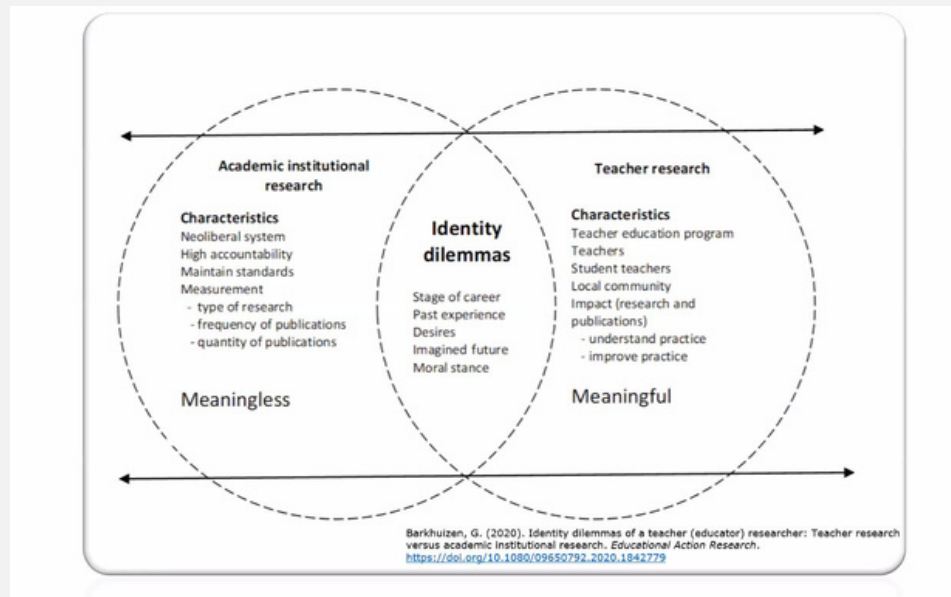 Academic institutional
research
Characteristics
Neoliberal system
High accountability
Maintain standards
Measurement
- type of research
- frequency of publications
- quantity of publications
Meaningless
Identity
dilemmas
Stage of career
Past experience
Desires
Imagined future
Moral stance
Teacher research
Characteristics
Teacher education program
Teachers
Student teachers
Local community
Impact (research and
publications)
- understand practice
- improve practice
Meaningful
Barkhuizen, G. (2020). Identity dilemmas of a teacher (educator) researcher: Teacher research
versus academic institutional research. Educational Action Research.
https://doi.org/10.1080/09650792.2020.1842779